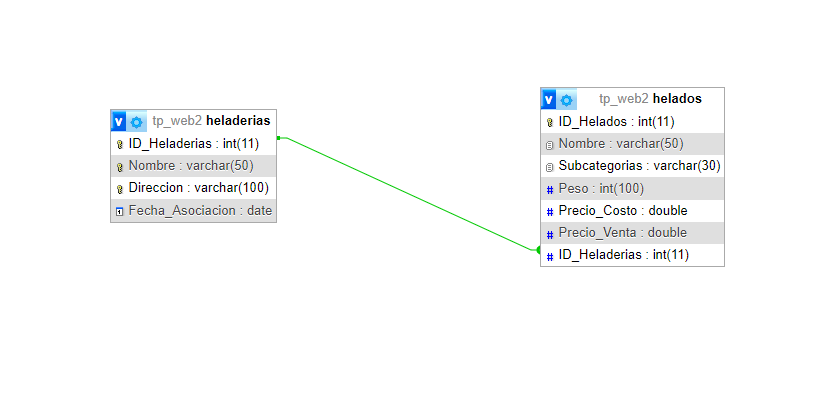 v tp_web2 heladerias
ID_Heladerias : int(11)
Nombre : varchar(50)
Direccion : varchar(100)
Fecha_Asociacion : date
v tp_web2 helados
ID_Helados : int(11)
Nombre : varchar(50)
Subcategorias : varchar(30)
# Peso : int(100)
# Precio_Costo : double
# Precio_Venta : double
# ID_Heladerias : int(11)